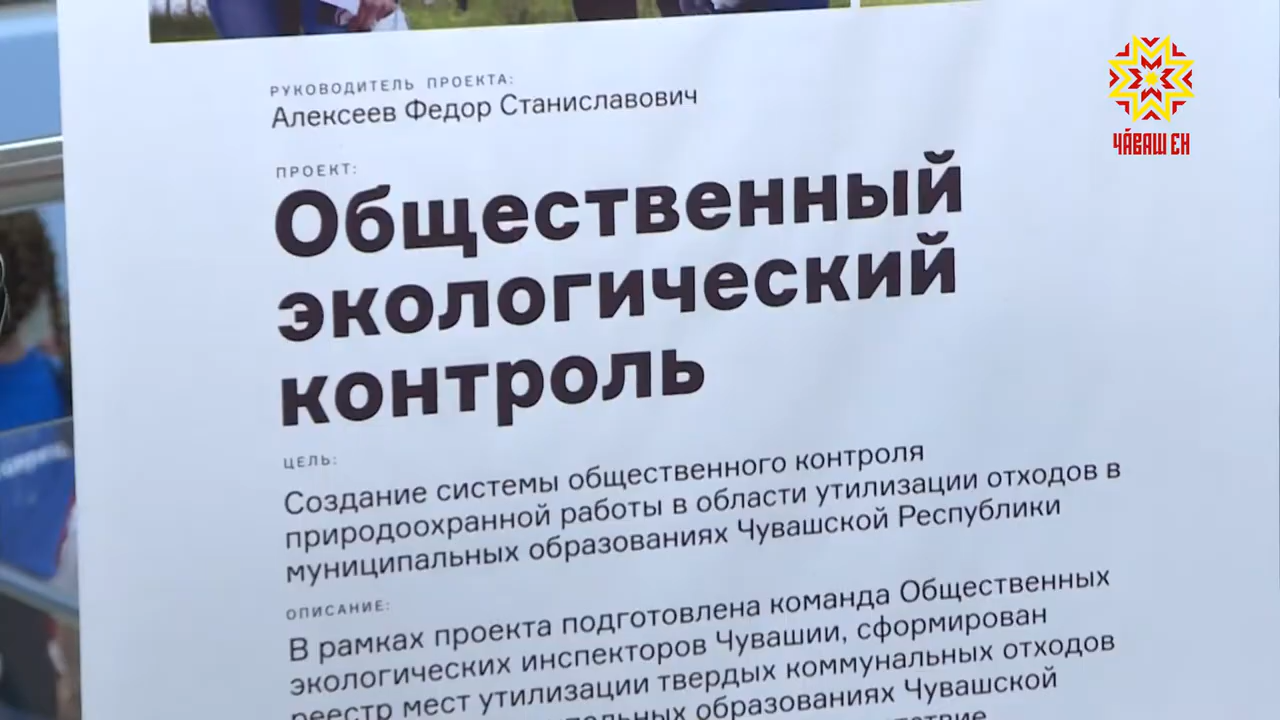 РУКОВОДИТЕЛЬ ПРОЕКТА:
Алексеев Федор Станиславович
ЧӐВАШ ЕН
ПРОЕКТ:
Общественный
экологический
контроль
ЦЕЛЬ:
Создание системы общественного контроля
природоохранной работы в области утилизации отходов в
муниципальных образованиях Чувашской Республики
ОПИСАНИЕ:
В рамках проекта подготовлена команда Общественных
экологических инспекторов Чувашии, сформирован
реестр мест утилизации твердых коммунальных отходов
образованиях Чувашской